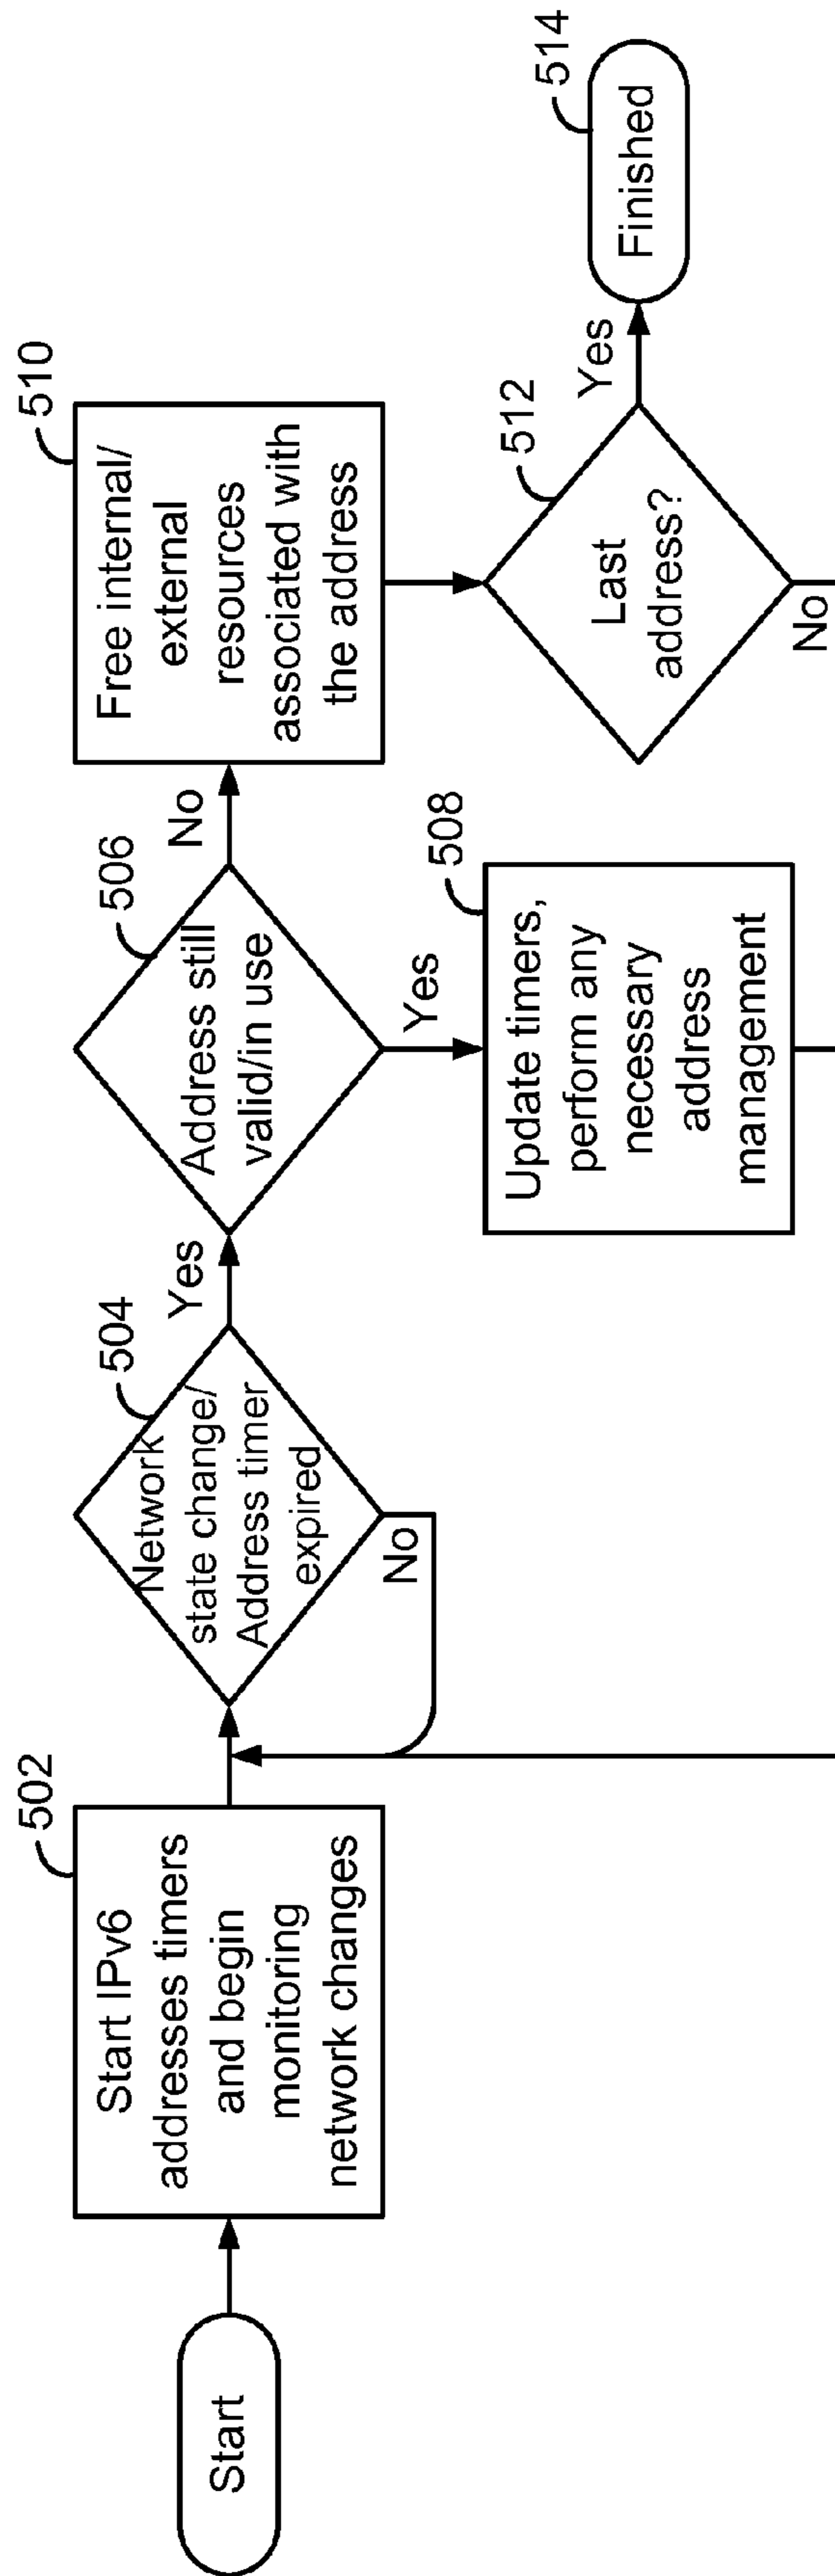 Start
502
Start IPv6
addresses timers
and begin
monitoring
network changes
504
Network
state change/
Address timer
expired
No
Yes
506
Address still
valid/in use
Yes
No
508
Update timers,
perform any
necessary
address
management
510
Free internal/
external
resources
associated with
the address
512
Last
address?
No
Yes
514
Finished